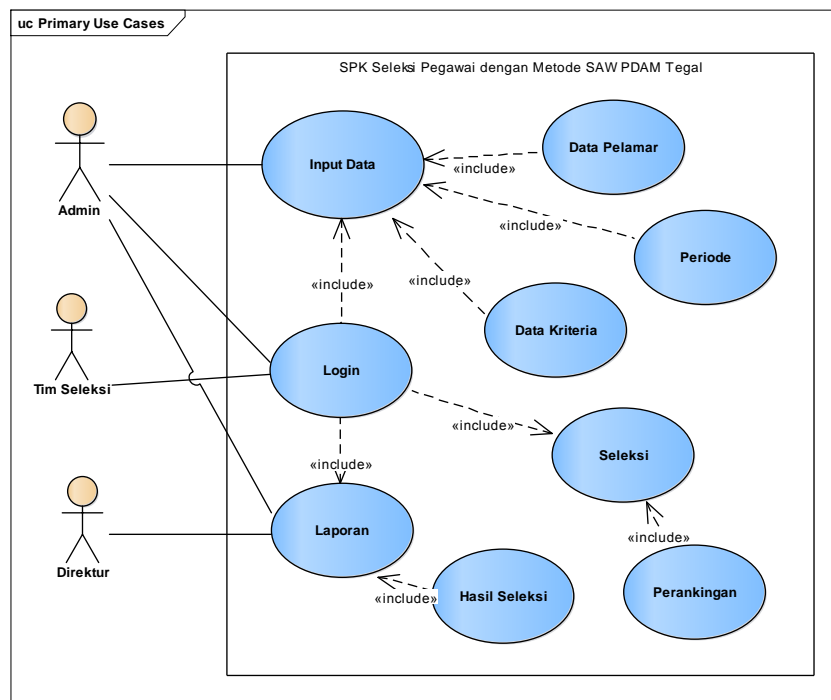 uc Primary Use Cases
SPK Seleksi Pegawai dengan Metode SAW PDAM Tegal
Admin
Tim Seleksi
Direktur
Input Data
Data Pelamar
«include»
«include»
Periode
«include»
«include»
Data Kriteria
Login
«include»
Seleksi
«include»
Laporan
«include»
Perankingan
«include»
Hasil Seleksi